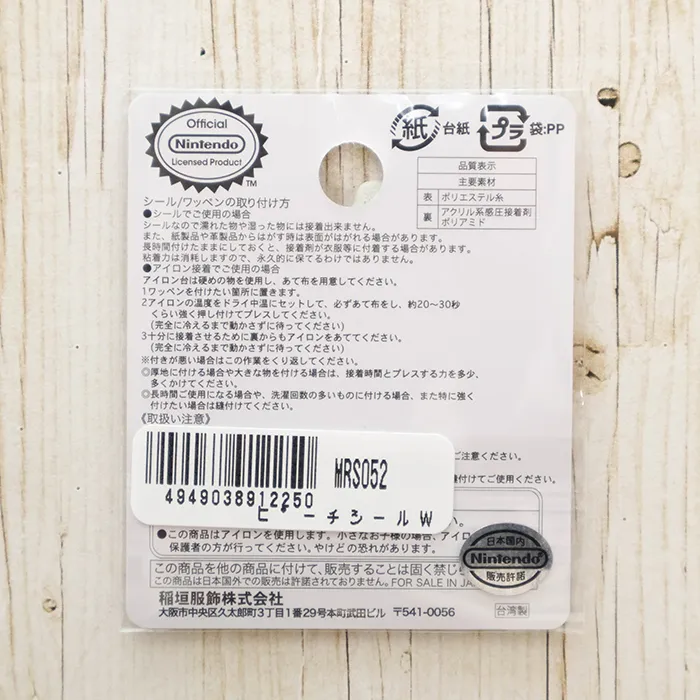 Official
Nintendo
Licensed Product
TM
紙 台紙
プラ 袋:PP
品質表示
主要素材
表 ポリエステル糸
裏 アクリル系感圧接着剤
ポリアミド
シール/ワッペンの取り付け方
●シールでご使用の場合
シールなので濡れた物や湿った物には接着出来ません。
また、紙製品や革製品からはがす時は表面がはがれる場合があります。
長時間付けたままにしておくと、接着剤が衣服等に付着する場合があります。
粘着力は消耗しますので、永久的に保てるわけではありません。
●アイロン接着でご使用の場合
アイロン台は硬めの物を使用し、あて布を用意してください。
1ワッペンを付けたい箇所に置きます。
2アイロンの温度をドライ中温にセットして、必ずあて布をし、約20〜30秒
くらい強く押し付けてプレスしてください。
(完全に冷えるまで動かさずに待ってください)
3十分に接着させるために裏からもアイロンをあててください。
(完全に冷えるまで動かさずに待ってください)
※付きが悪い場合はこの作業をくり返してください。
◎厚地に付ける場合や大きな物を付ける場合は、接着時間とプレスする力を多少、
多くかけてください。
◎長時間ご使用になる場合や、洗濯回数の多いものに付ける場合、また特に強く
付けたい場合は縫付けてください。
《取扱い注意》
ご注意ください。
縫付けてご使用ください。
MRS052
4949038912250
ピーチシールW
●この商品はアイロンを使用します。小さなお子様の場合、アイロ
保護者の方が行ってください。やけどの恐れがあります。
日本国内
Nintendo
販売許諾
この商品を他の商品に付けて、販売することは固く禁じ
この商品は日本国外での販売は許諾されておりません。FOR SALE IN JA
稲垣服飾株式会社
大阪市中央区久太郎町3丁目1番29号本町武田ビル 〒541-0056
台湾製